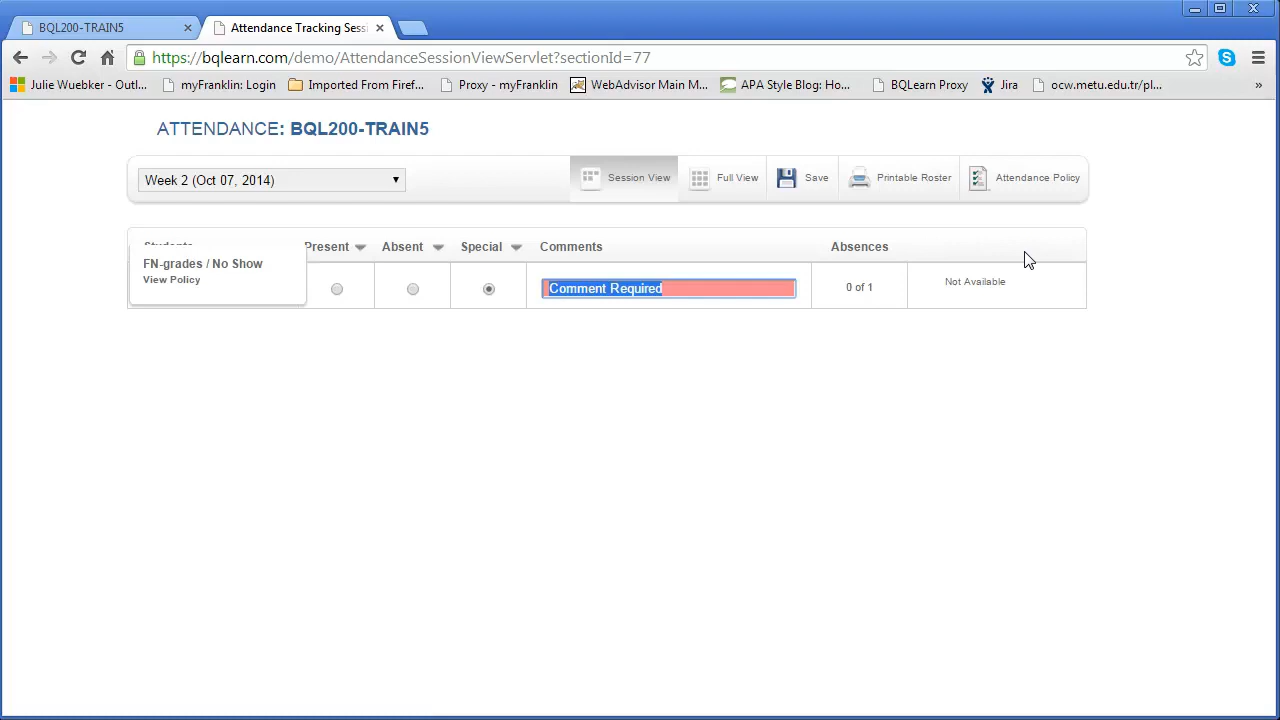 BQL200-TRAIN5
Attendance Tracking Sessi
https://bqlearn.com/demo/AttendanceSessionViewServlet?sectionId=77
Julie Wuebker - Outl... myFranklin: Login Imported From Firef... Proxy - myFranklin WebAdvisor Main M... APA Style Blog: Ho... BQLearn Proxy Jira ocw.metu.edu.tr/pl... »
ATTENDANCE: BQL200-TRAIN5
Week 2 (Oct 07, 2014)
Session View Full View Save Printable Roster Attendance Policy
Students Present Absent Special Comments Absences
FN-grades / No Show
View Policy
Comment Required
0 of 1
Not Available